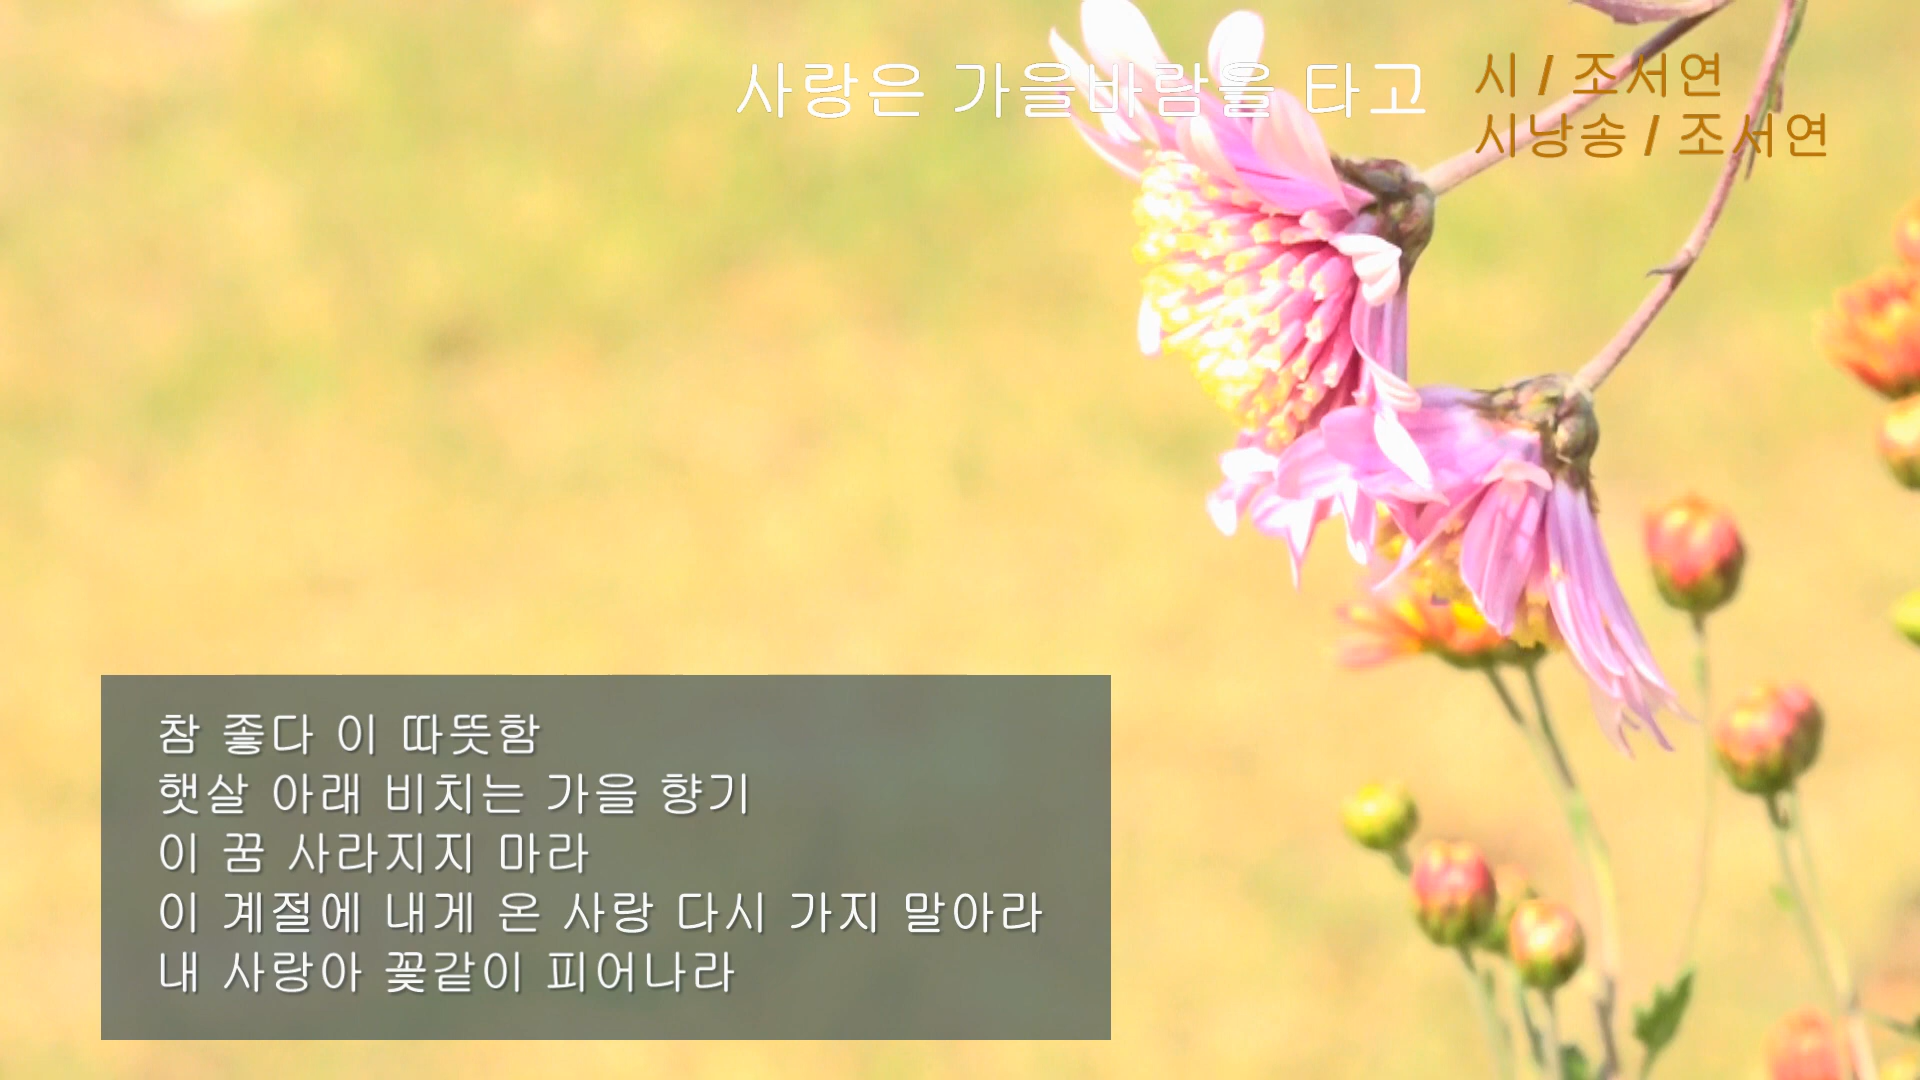 사랑은 가을바람을 타고
시 / 조서연
시낭송 / 조서연
참 좋다 이 따뜻함
햇살 아래 비치는 가을 향기
이 꿈 사라지지 마라
이 계절에 내게 온 사랑 다시 가지 말아라
내 사랑아 꽃같이 피어나라